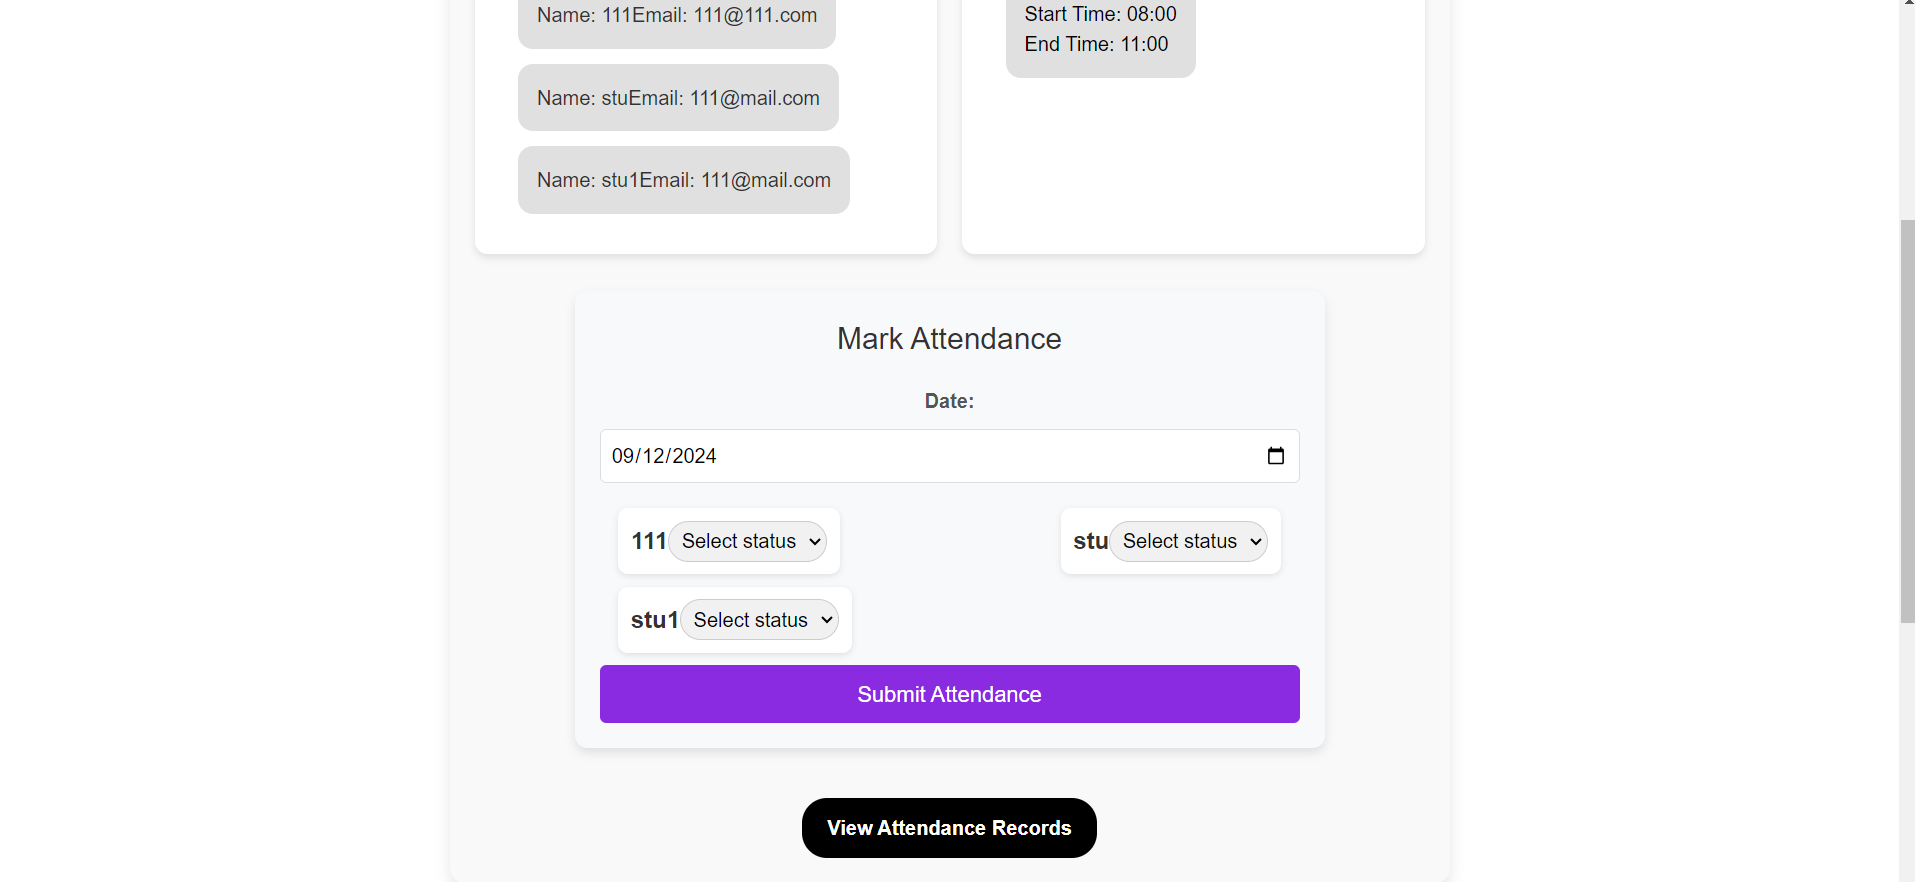 Name: 111Email: 111@111.com
Name: stuEmail: 111@mail.com
Name: stu1Email: 111@mail.com
Start Time: 08:00
End Time: 11:00
Mark Attendance
Date:
09/12/2024
111 Select status
stu Select status
stu1 Select status
Submit Attendance
View Attendance Records